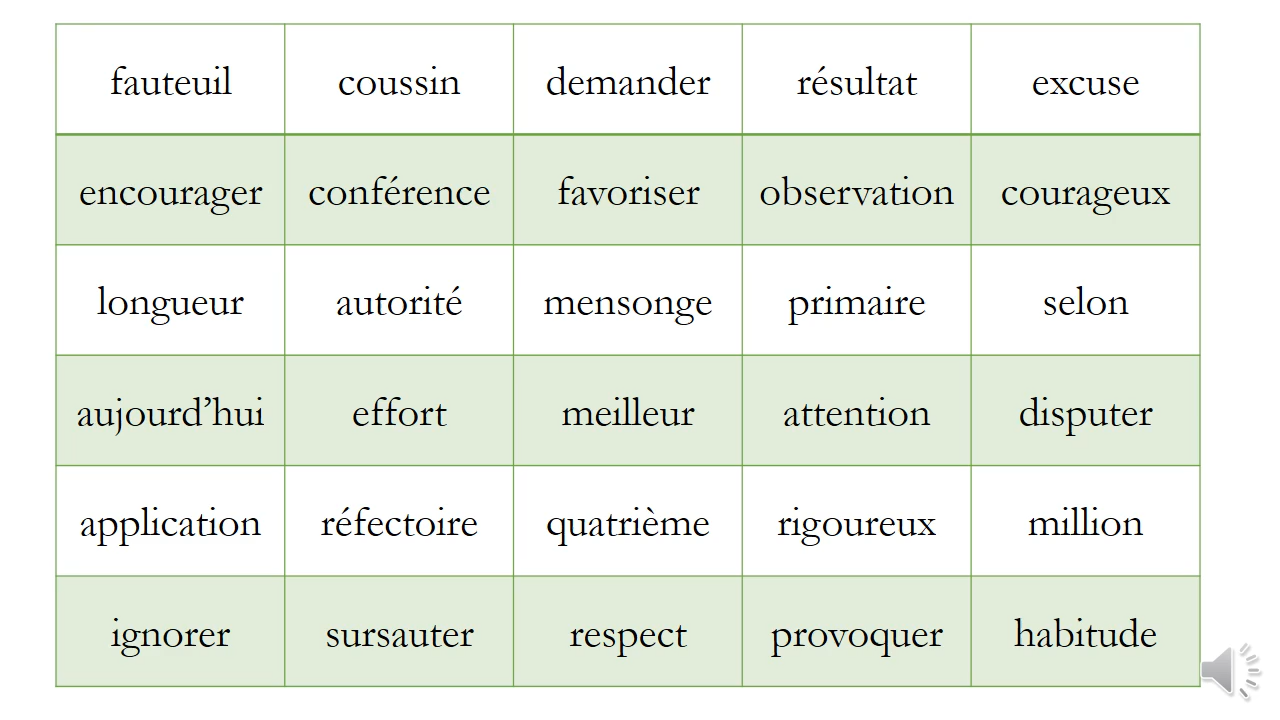 fauteuil coussin demander résultat excuse
encourager conférence favoriser observation courageux
longueur autorité mensonge primaire selon
aujourd’hui effort meilleur attention disputer
application réfectoire quatrième rigoureux million
ignorer sursauter respect provoquer habitude